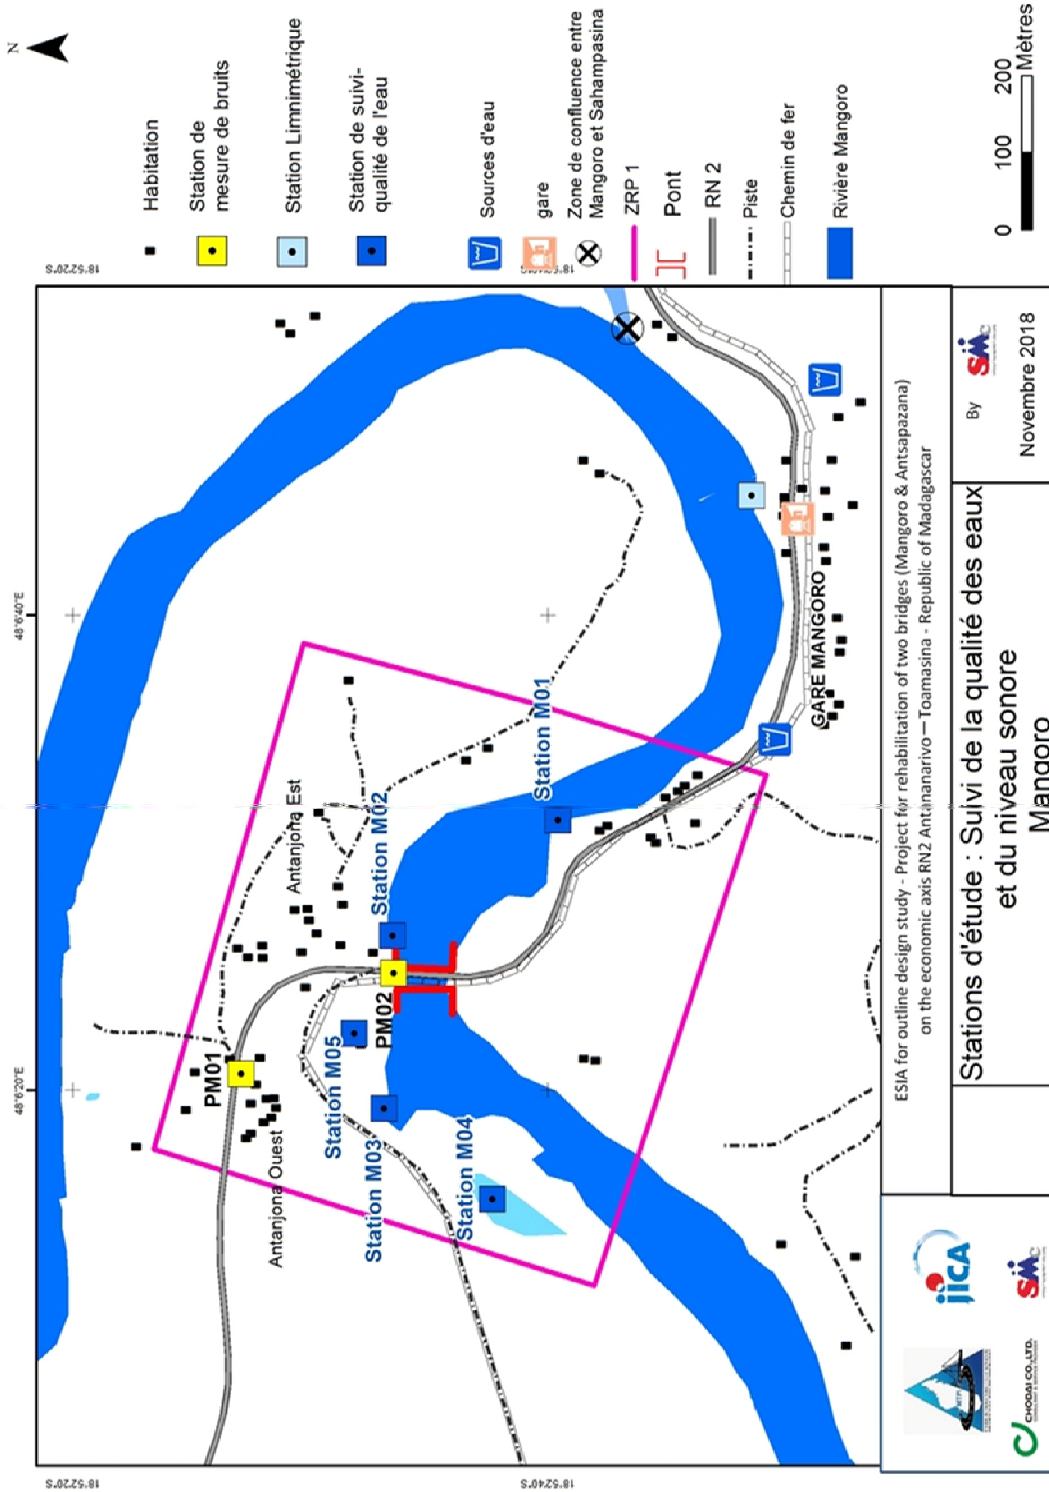 N
Habitation
Station de
mesure de bruits
Station Limnimétrique
Station de suivi-
qualité de l'eau
Sources d'eau
gare
Zone de confluence entre
Mangoro et Sahampasina
ZRP 1
Pont
RN 2
Piste
Chemin de fer
Rivière Mangoro
0 100 200
Mètres
48°6'20"E
48°6'40"E
18°52'20"S
18°52'20"S
18°52'40"S
PM01
PM02
Antanjona Ouest
Antanjona Est
Station M01
Station M02
Station M03
Station M04
Station M05
GARE MANGORO
ESIA for outline design study - Project for rehabilitation of two bridges (Mangoro & Antsapazana)
on the economic axis RN2 Antananarivo—Toamasina - Republic of Madagascar
Stations d'étude : Suivi de la qualité des eaux
et du niveau sonore
Mangoro
By
SMc
Novembre 2018
jICA
CHODAI CO.,LTD.
SMc